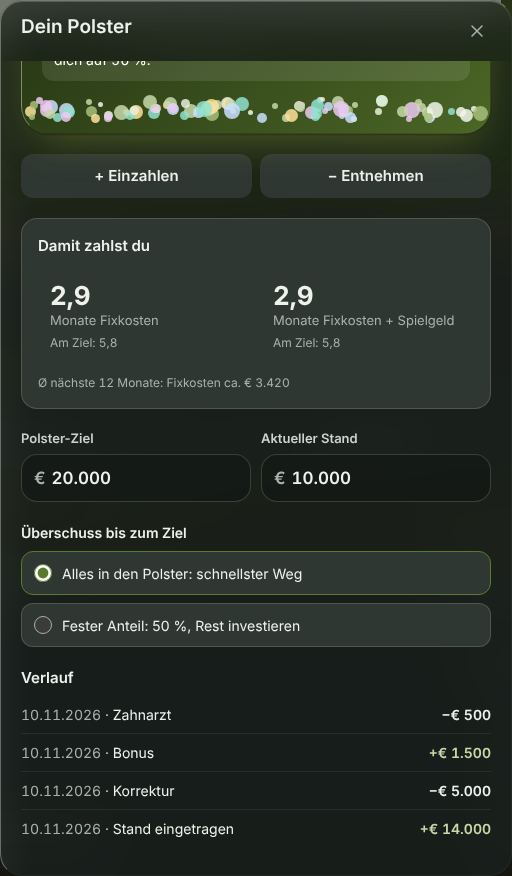 Dein Polster
dich auf 50 %.
+ Einzahlen
− Entnehmen
Damit zahlst du
2,9
Monate Fixkosten
Am Ziel: 5,8
2,9
Monate Fixkosten + Spielgeld
Am Ziel: 5,8
Ø nächste 12 Monate: Fixkosten ca. € 3.420
Polster-Ziel
€ 20.000
Aktueller Stand
€ 10.000
Überschuss bis zum Ziel
Alles in den Polster: schnellster Weg
Fester Anteil: 50 %, Rest investieren
Verlauf
10.11.2026 · Zahnarzt −€ 500
10.11.2026 · Bonus +€ 1.500
10.11.2026 · Korrektur −€ 5.000
10.11.2026 · Stand eingetragen +€ 14.000